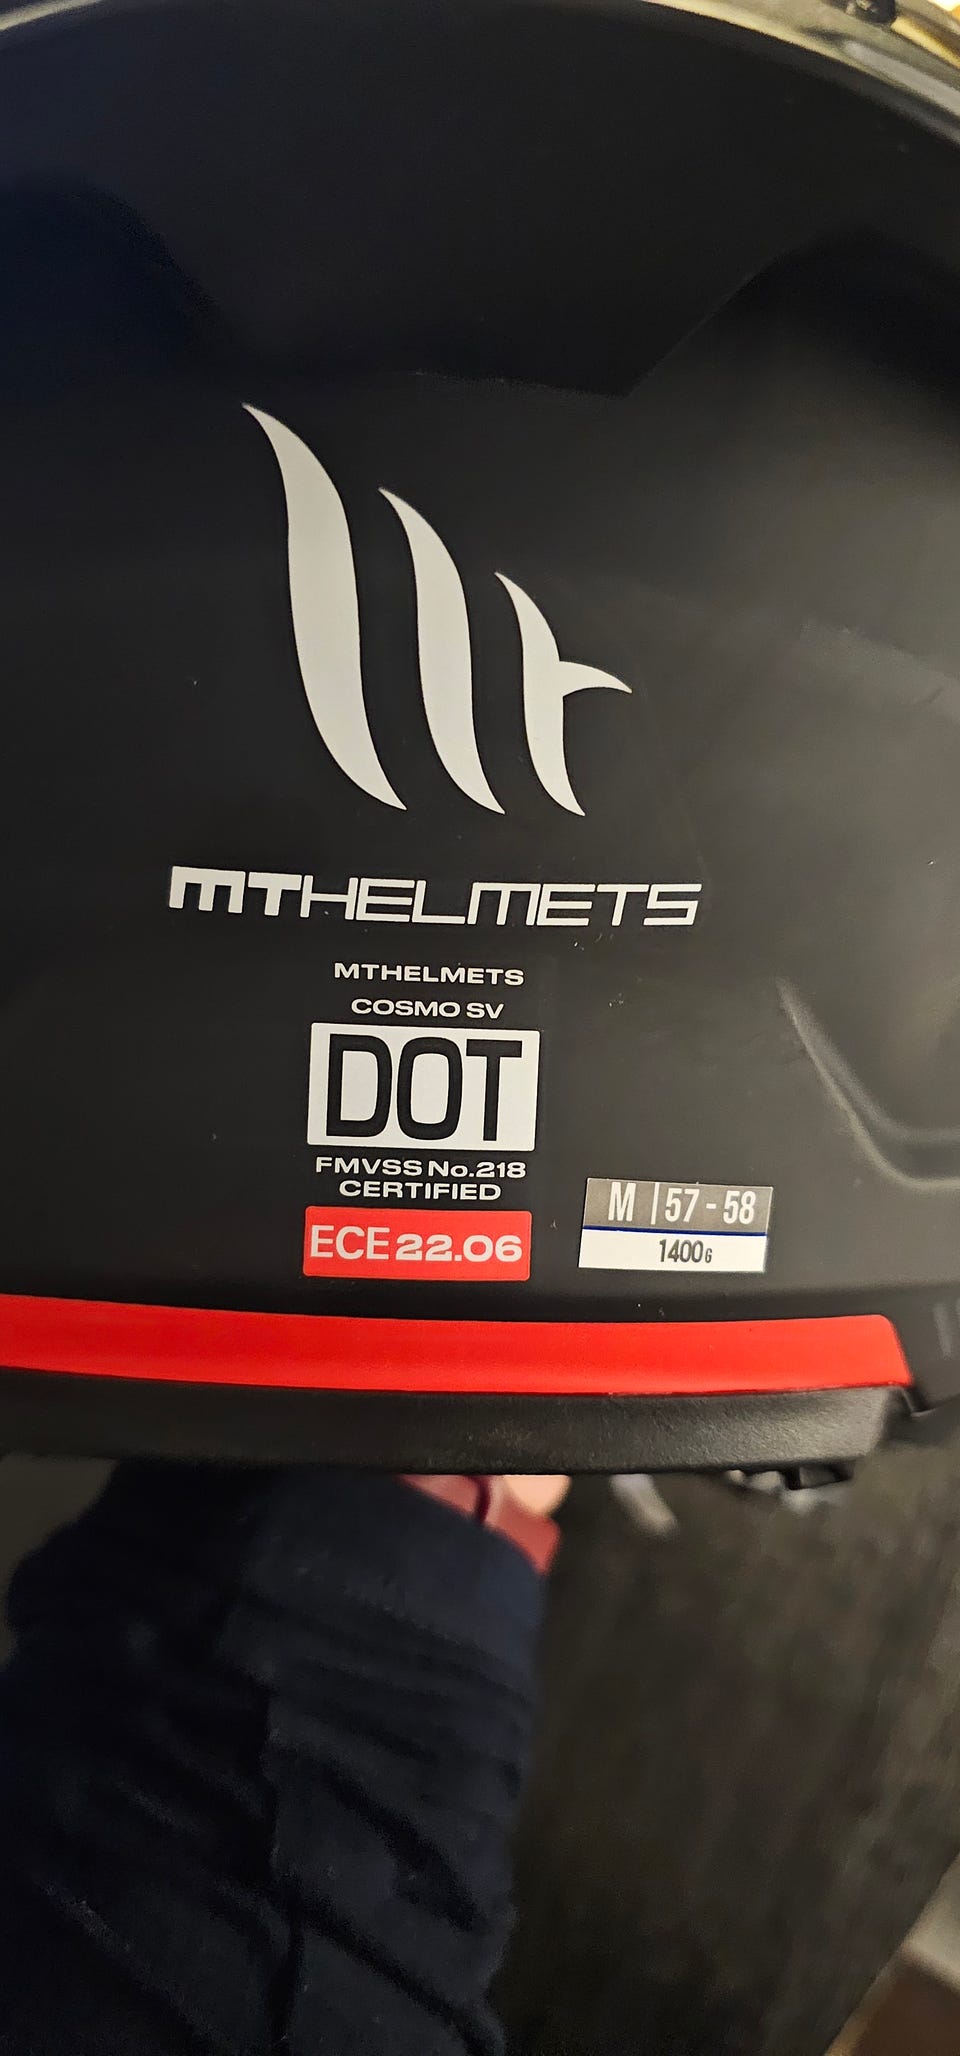 MTHELMETS
MTHELMETS
COSMO SV
DOT
FMVSS No.218
CERTIFIED
ECE 22.06
M | 57 - 58
1400G